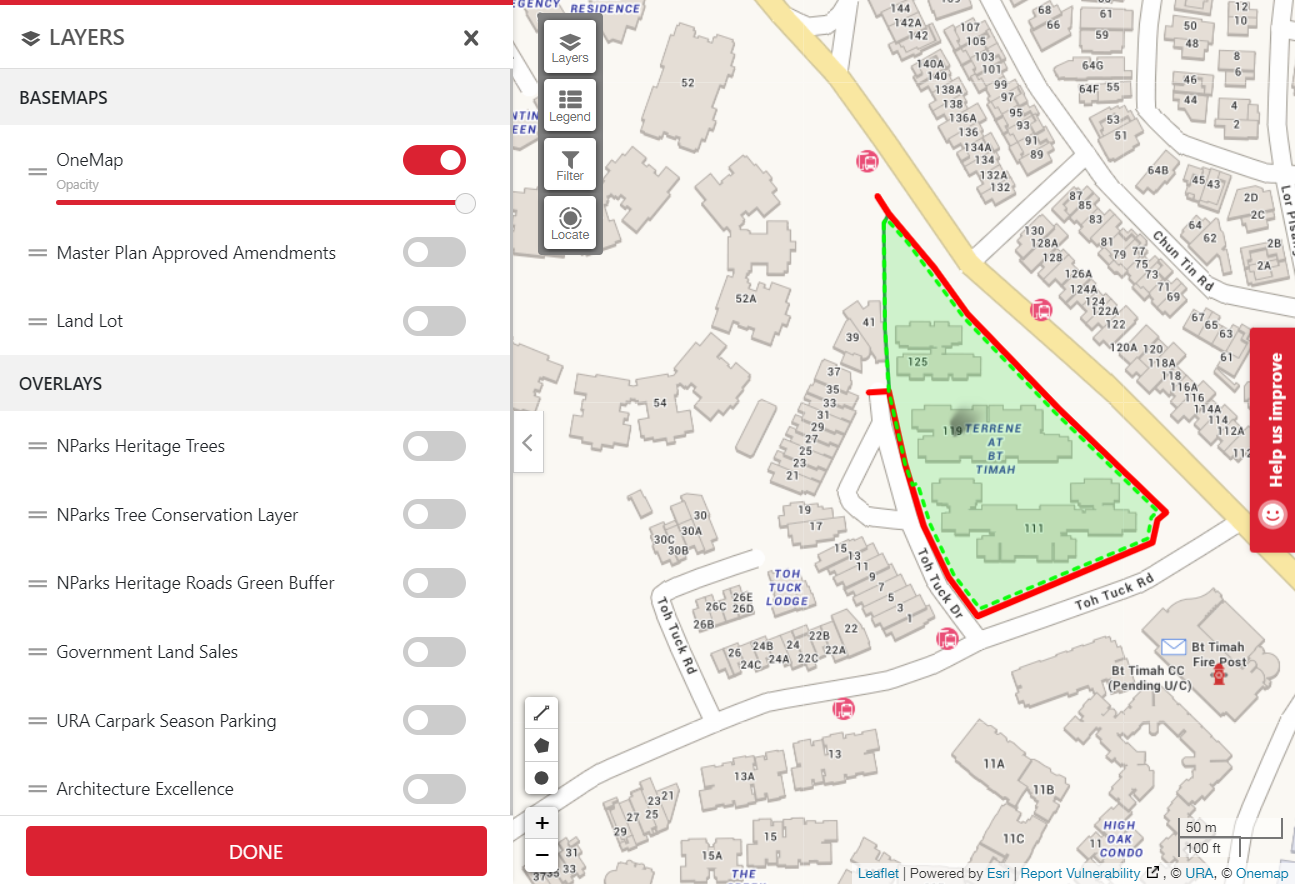 LAYERS
BASEMAPS
OneMap
Opacity
Master Plan Approved Amendments
Land Lot
OVERLAYS
NParks Heritage Trees
NParks Tree Conservation Layer
NParks Heritage Roads Green Buffer
Government Land Sales
URA Carpark Season Parking
Architecture Excellence
DONE
Layers
Legend
Filter
Locate
RESIDENCE
52
52A
54
144
142A
142
140A
140
138A
138
136A
136
134A
134
132A
132
107
105
103
101
99
97
95
93
91
89
68
66
61
59
64G
64F
55
53
51
50
48
46
44
12
10
8
6
4
2
64B
45
43
2D
2C
2B
2A
64
62
87
85
83
81
79
77
75
73
71
69
67
65
63
61
Chun Tin Rd
130
128A
128
126A
124A
124
122A
122
120A
120
118A
118
116A
116
114A
114
112A
41
39
37
35
33
31
29
27
25
23
21
125
119
TERRENE
AT
BT
TIMAH
111
19
17
15
13
11
9
7
5
3
1
30
30A
30C
30B
TOH
TUCK
LODGE
26E
26D
26C
26B
26
24C
24B
24A
24
22C
22B
22A
22
Toh Tuck Rd
Toh Tuck Dr
Toh Tuck Rd
Bt Timah
Fire Post
Bt Timah CC
(Pending U/C)
13
13A
15
15A
THE
23
21
27
25
29
31
33
35
37
11A
11B
11C
11
HIGH
OAK
CONDO
Help us improve
+
−
50 m
100 ft
Leaflet | Powered by Esri | Report Vulnerability , © URA, © Onemap